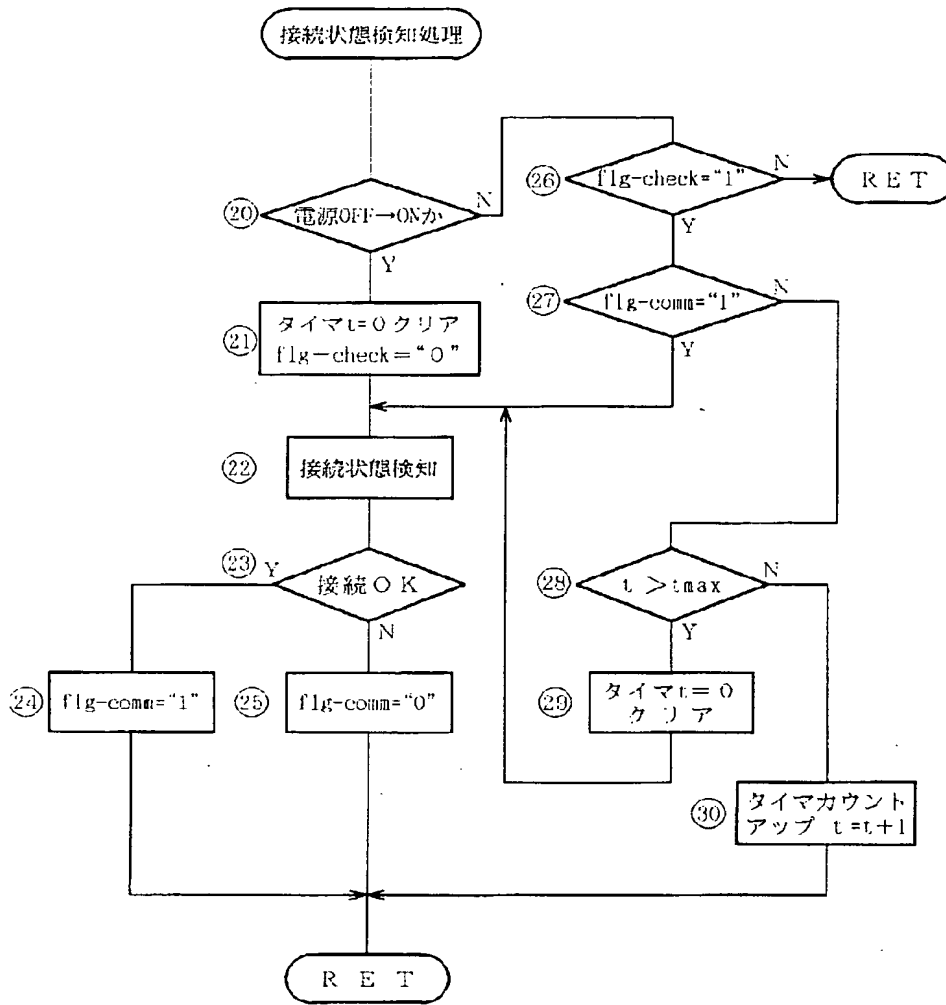 接続状態検知処理
⑳
電源OFF→ONか
N
Y
㉑
タイマt=0クリア
flg-check="0"
㉒
接続状態検知
㉓
Y
接続OK
N
㉔
flg-comm="1"
㉕
flg-comm="0"
㉖
flg-check="1"
N
RET
Y
㉗
flg-comm="1"
N
Y
㉘
t>tmax
N
Y
㉙
タイマt=0
クリア
㉚
タイマカウント
アップ t=t+1
RET